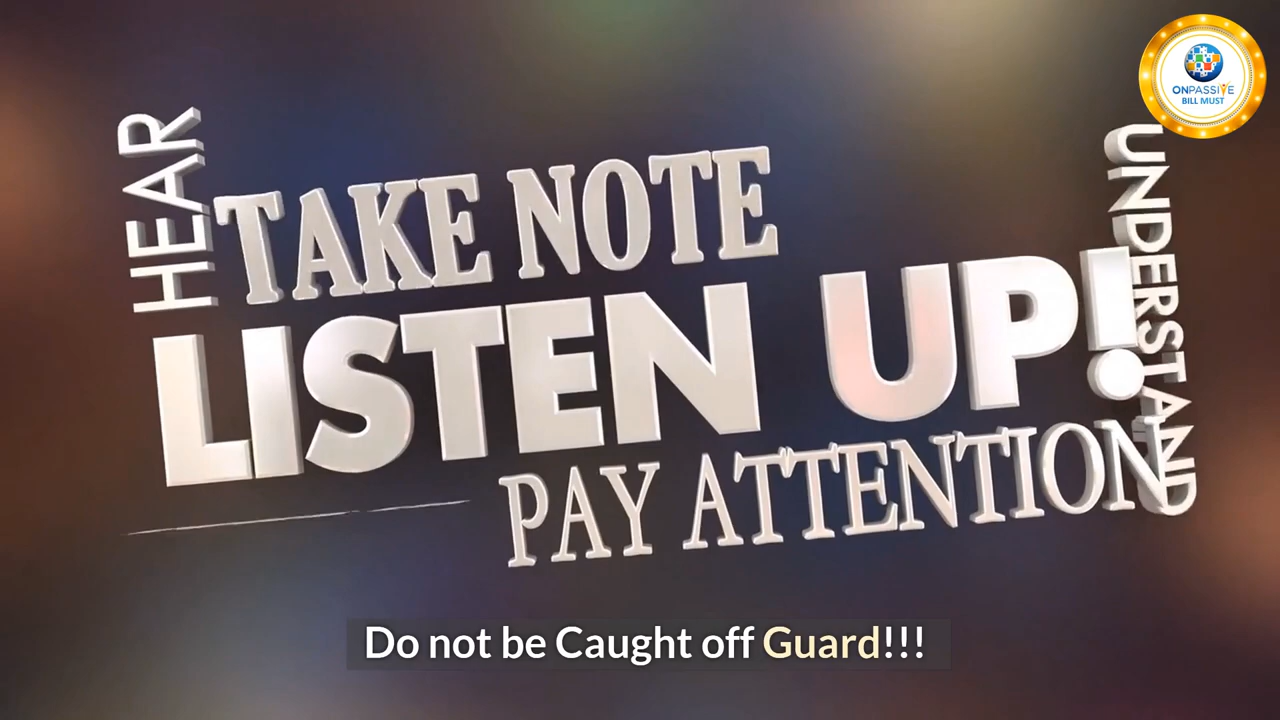 ONPASSIVE
BILL MUST
HEAR
TAKE NOTE
UNDERSTAND
LISTEN UP!
PAY ATTENTION
Do not be Caught off Guard!!!